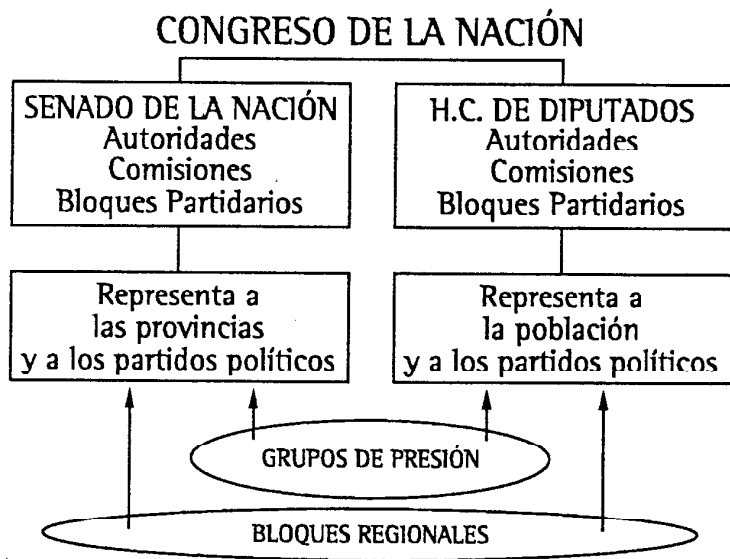 CONGRESO DE LA NACIÓN
SENADO DE LA NACIÓN
Autoridades
Comisiones
Bloques Partidarios
H.C. DE DIPUTADOS
Autoridades
Comisiones
Bloques Partidarios
Representa a
las provincias
y a los partidos políticos
Representa a
la población
y a los partidos políticos
GRUPOS DE PRESIÓN
BLOQUES REGIONALES